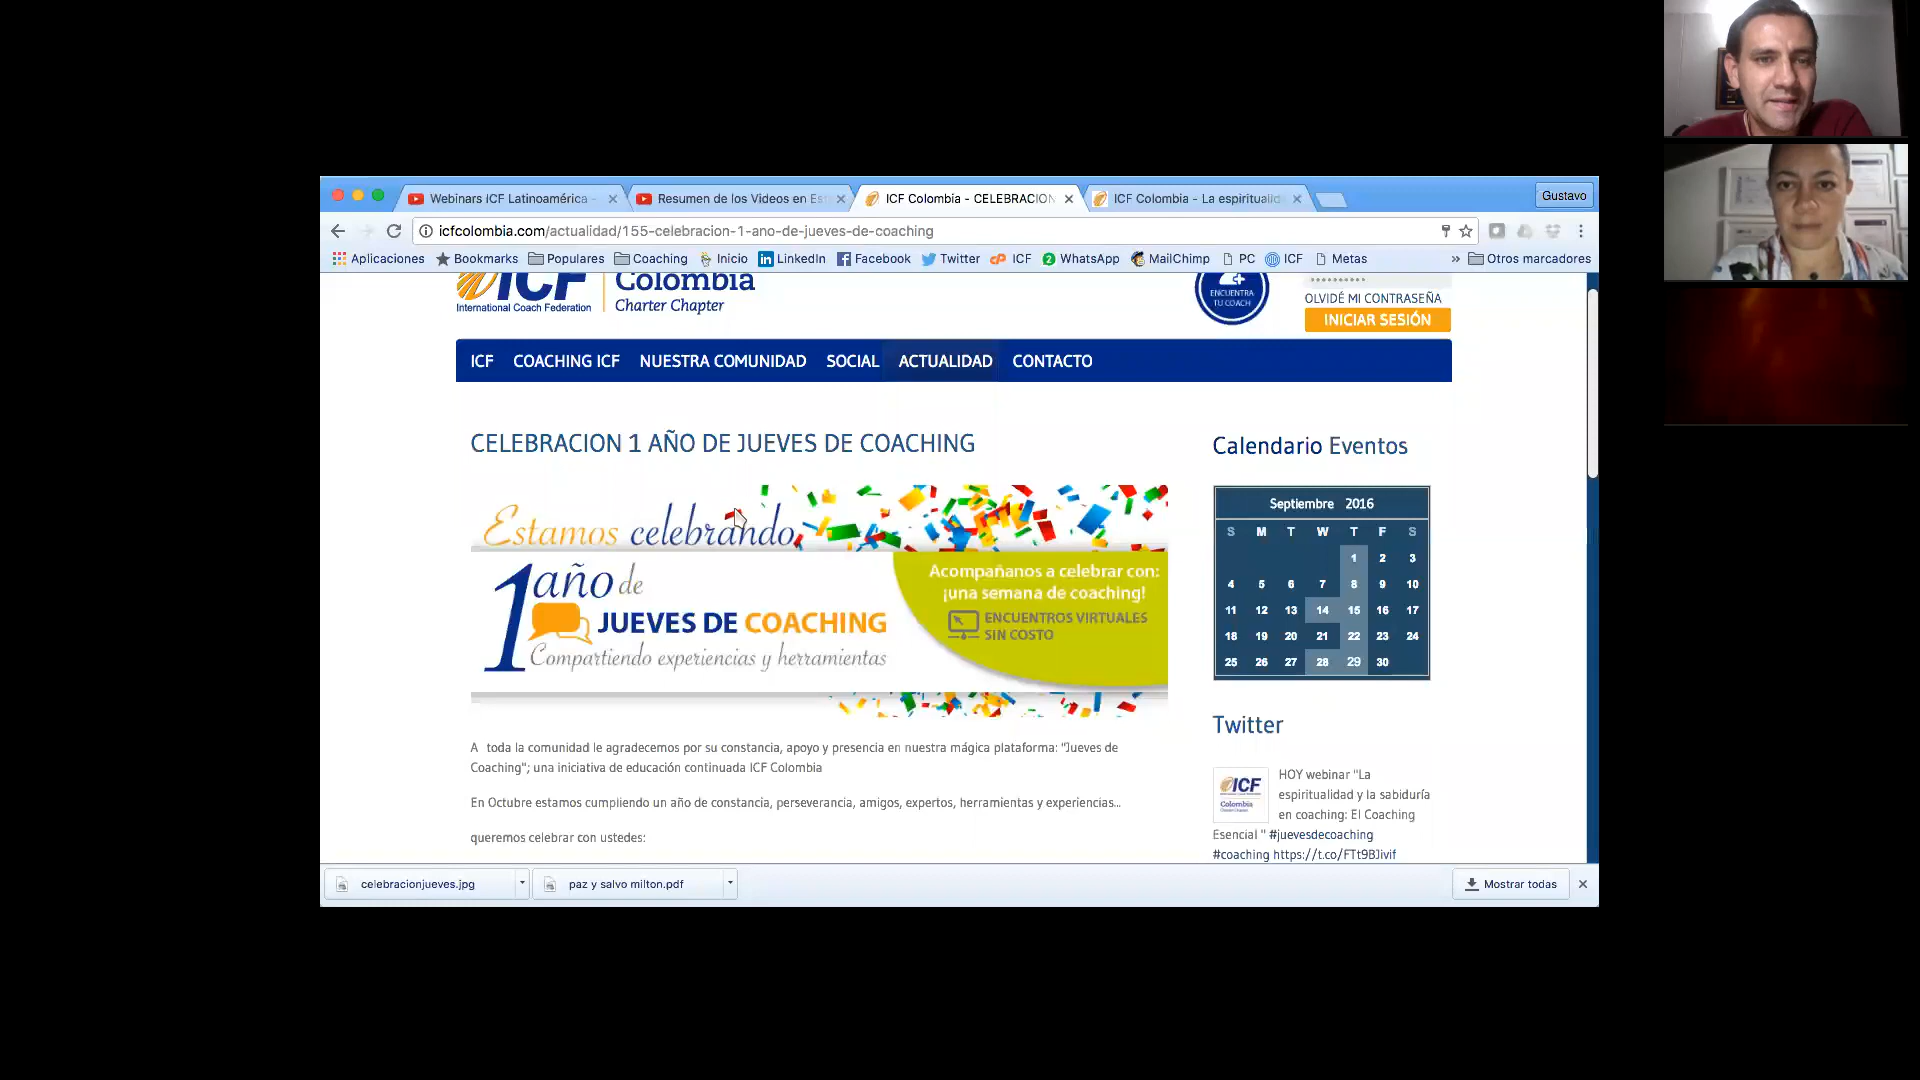 Webinars ICF Latinoamérica -
Resumen de los Videos en Es
ICF Colombia - CELEBRACION
ICF Colombia - La espiritualid
Gustavo
icfcolombia.com/actualidad/155-celebracion-1-ano-de-jueves-de-coaching
Aplicaciones
Bookmarks
Populares
Coaching
Inicio
LinkedIn
Facebook
Twitter
ICF
WhatsApp
MailChimp
PC
ICF
Metas
» Otros marcadores
ICF
Colombia
International Coach Federation
Charter Chapter
ENCUENTRA
TU COACH
OLVIDÉ MI CONTRASEÑA
INICIAR SESIÓN
ICF COACHING ICF NUESTRA COMUNIDAD SOCIAL ACTUALIDAD CONTACTO
CELEBRACION 1 AÑO DE JUEVES DE COACHING
Estamos celebrando
1 año de
JUEVES DE COACHING
Compartiendo experiencias y herramientas
Acompañanos a celebrar con:
¡una semana de coaching!
ENCUENTROS VIRTUALES
SIN COSTO
A toda la comunidad le agradecemos por su constancia, apoyo y presencia en nuestra mágica plataforma: "Jueves de
Coaching"; una iniciativa de educación continuada ICF Colombia
En Octubre estamos cumpliendo un año de constancia, perseverancia, amigos, expertos, herramientas y experiencias...
queremos celebrar con ustedes:
Calendario Eventos
Septiembre 2016
S M T W T F S
1 2 3
4 5 6 7 8 9 10
11 12 13 14 15 16 17
18 19 20 21 22 23 24
25 26 27 28 29 30
Twitter
ICF
Colombia
HOY webinar "La
espiritualidad y la sabiduría
en coaching: El Coaching
Esencial " #juevesdecoaching
#coaching https://t.co/FTt9BJivif
celebracionjueves.jpg
paz y salvo milton.pdf
Mostrar todas